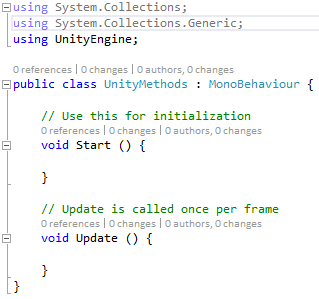 using System.Collections;
using System.Collections.Generic;
using UnityEngine;
0 references | 0 changes | 0 authors, 0 changes
public class UnityMethods : MonoBehaviour {
// Use this for initialization
0 references | 0 changes | 0 authors, 0 changes
void Start () {
}
// Update is called once per frame
0 references | 0 changes | 0 authors, 0 changes
void Update () {
}
}